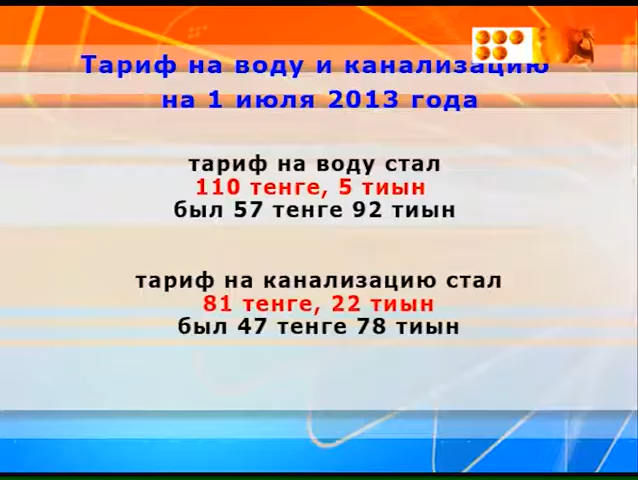 Тариф на воду и канализацию
на 1 июля 2013 года
тариф на воду стал
110 тенге, 5 тиын
был 57 тенге 92 тиын
тариф на канализацию стал
81 тенге, 22 тиын
был 47 тенге 78 тиын